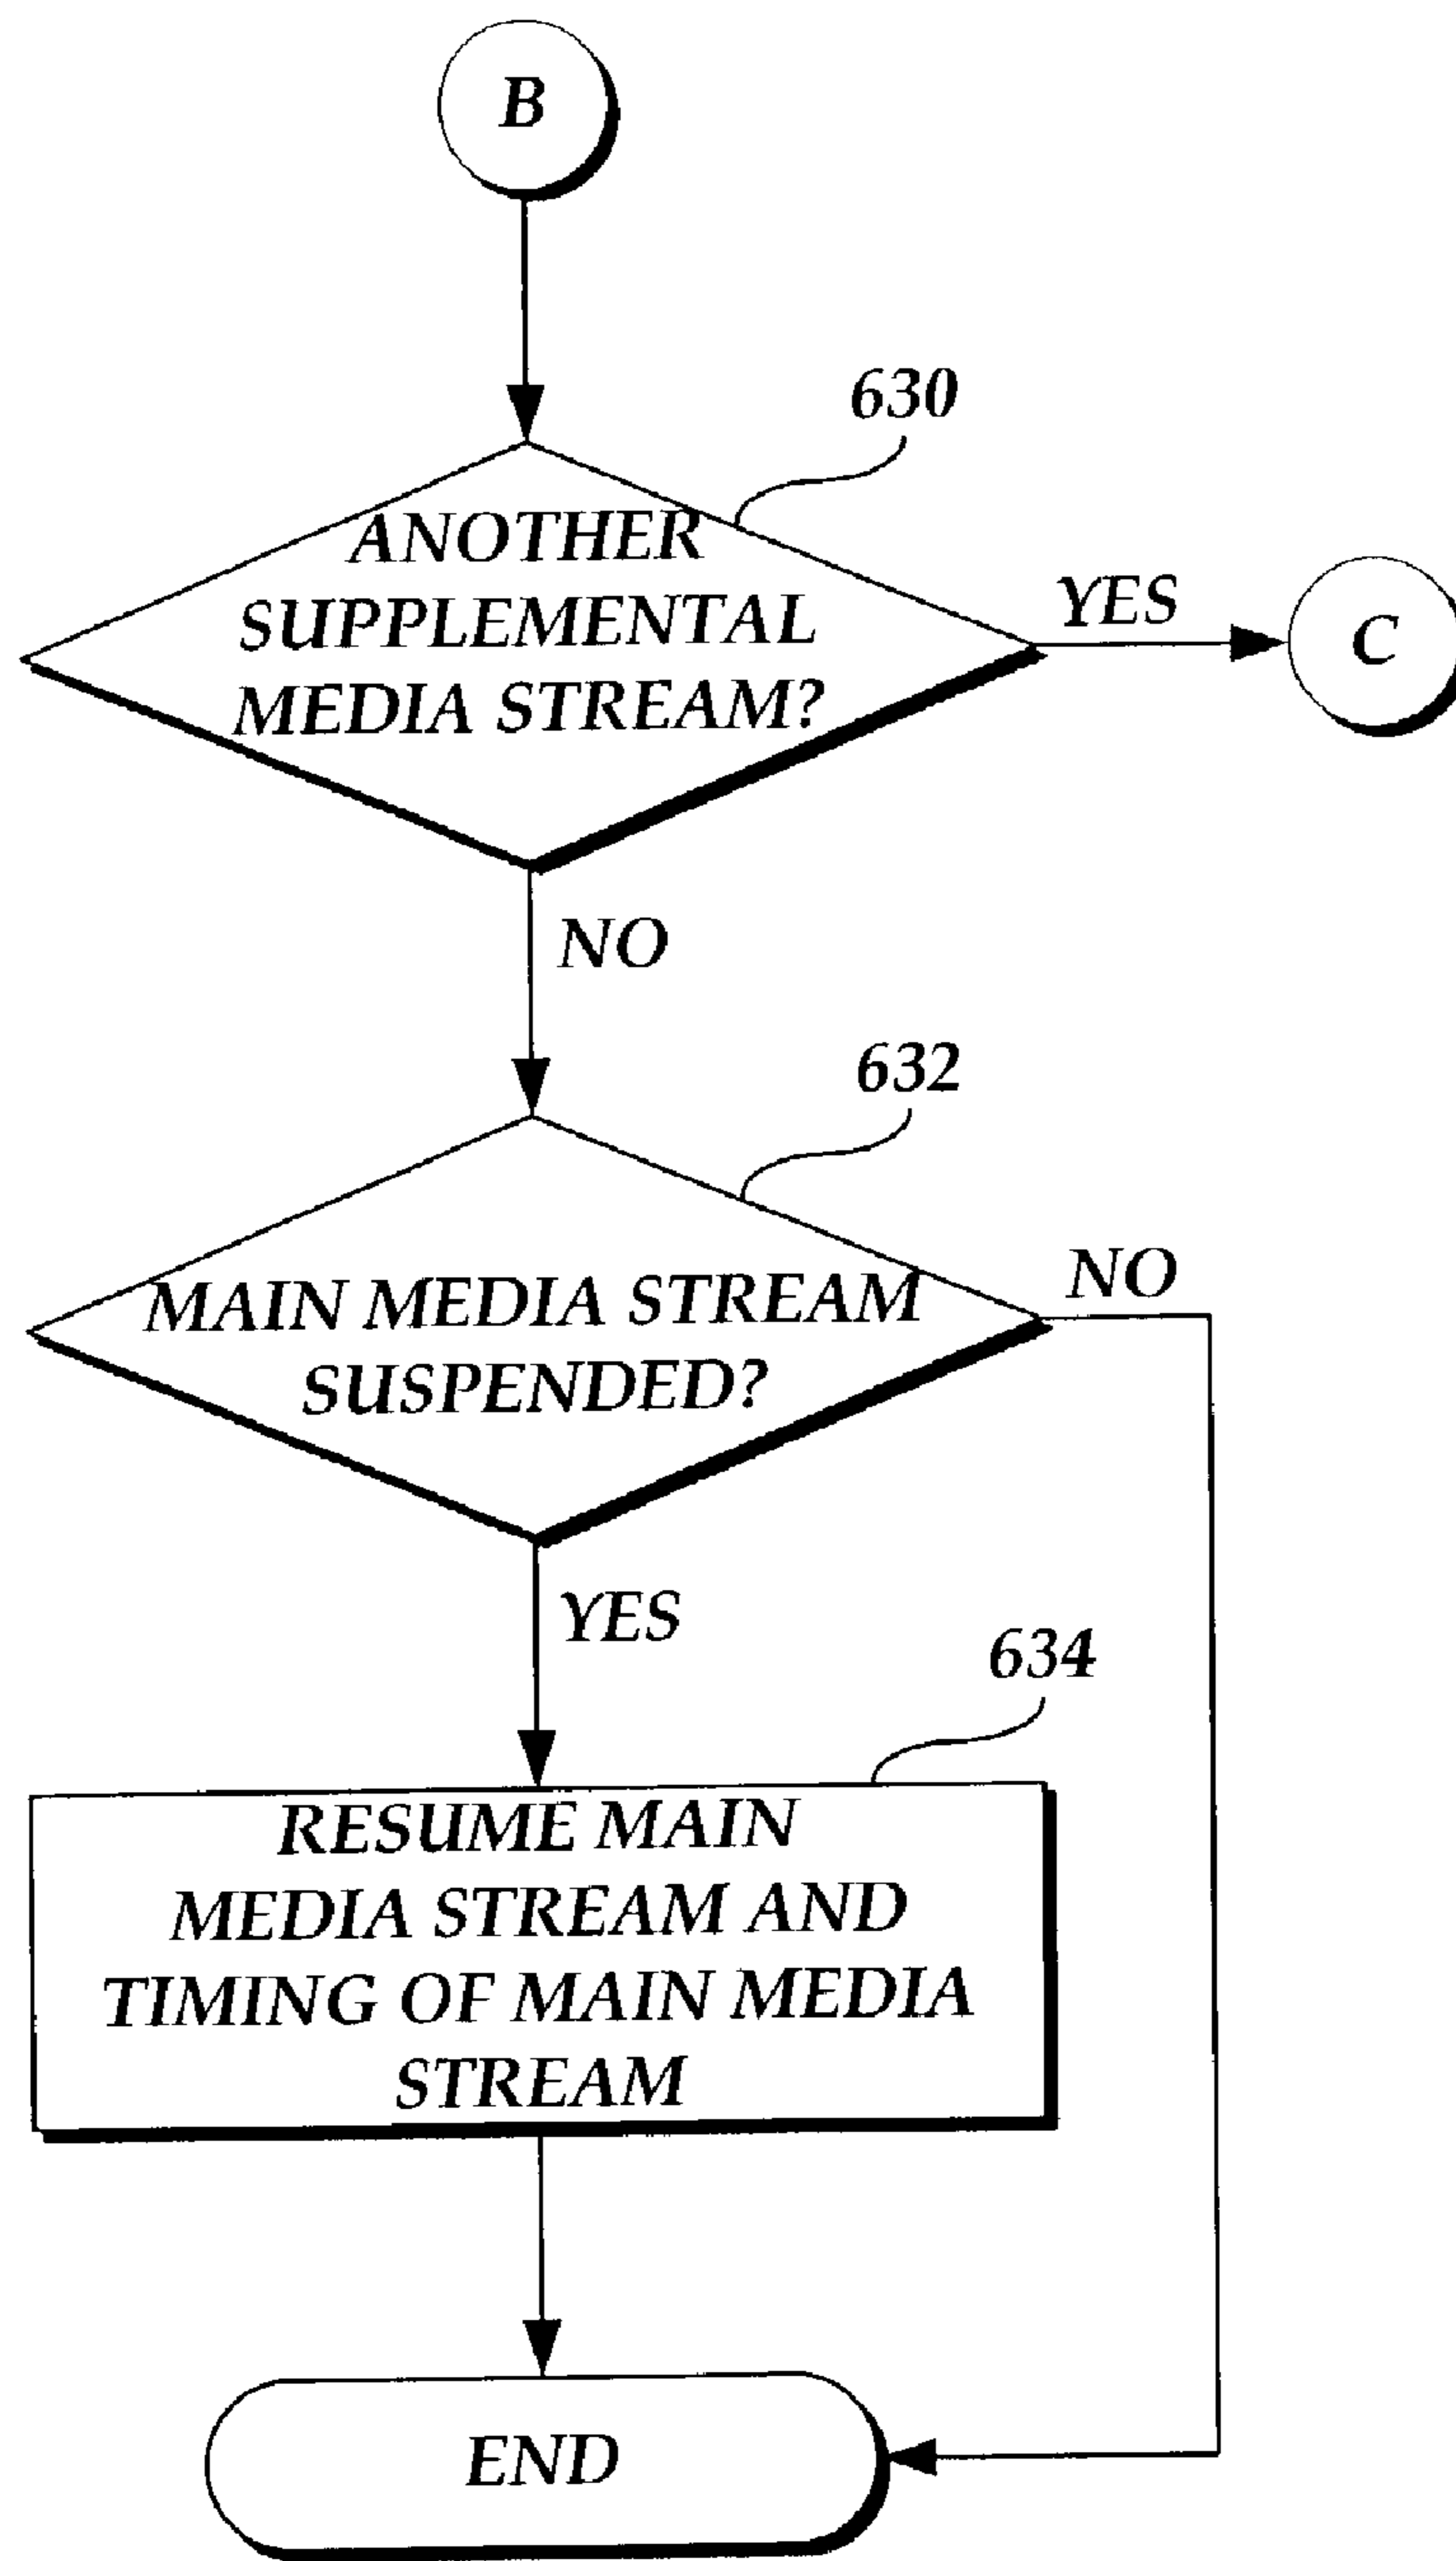 B
630
ANOTHER
SUPPLEMENTAL
MEDIA STREAM?
YES
C
NO
632
MAIN MEDIA STREAM
SUSPENDED?
NO
YES
634
RESUME MAIN
MEDIA STREAM AND
TIMING OF MAIN MEDIA
STREAM
END